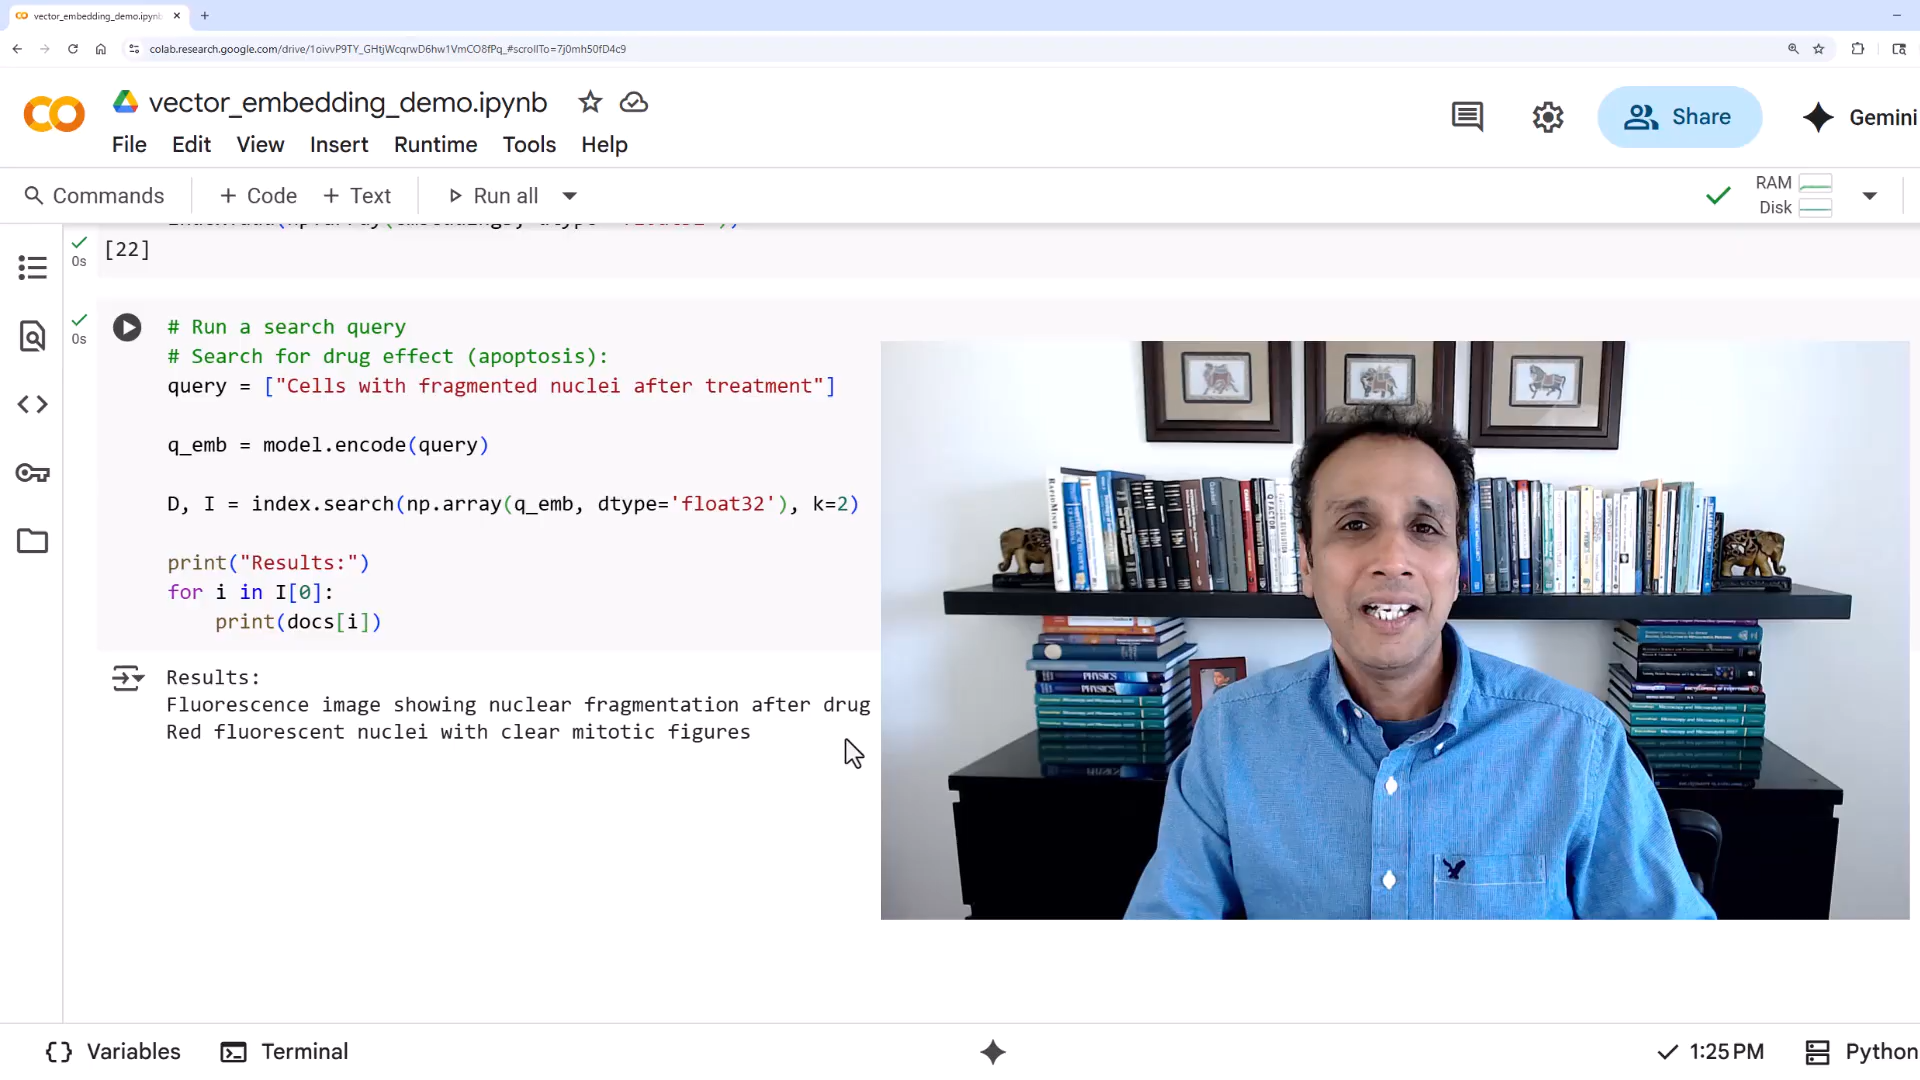 vector_embedding_demo.ipynb
colab.research.google.com/drive/1oivvP9TY_GHtjWcqrwD6hw1VmCO8fPq_#scrollTo=7j0mh50fD4c9
vector_embedding_demo.ipynb
File Edit View Insert Runtime Tools Help
Share
Gemini
Commands + Code + Text Run all
RAM
Disk
[22]
0s
0s
# Run a search query
# Search for drug effect (apoptosis):
query = ["Cells with fragmented nuclei after treatment"]
q_emb = model.encode(query)
D, I = index.search(np.array(q_emb, dtype='float32'), k=2)
print("Results:")
for i in I[0]:
print(docs[i])
Results:
Fluorescence image showing nuclear fragmentation after drug
Red fluorescent nuclei with clear mitotic figures
RAPIDMINER
QFACTOR
PHYSICS
PHYSICS
Variables Terminal
1:25 PM Python